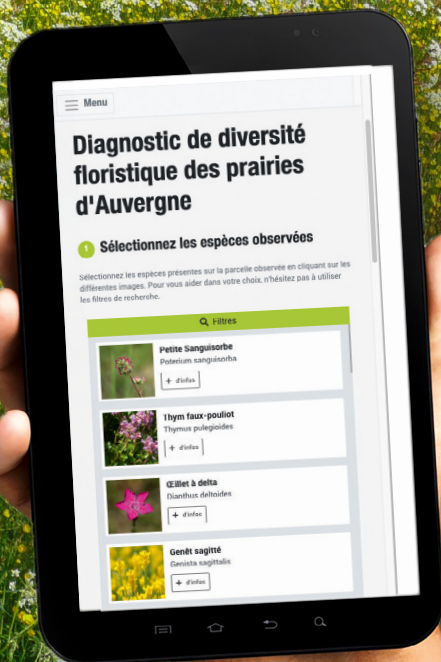 Menu
Diagnostic de diversité
floristique des prairies
d'Auvergne
1 Sélectionnez les espèces observées
Sélectionnez les espèces présentes sur la parcelle observée en cliquant sur les
différentes images. Pour vous aider dans votre choix, n'hésitez pas à utiliser
les filtres de recherche.
Filtres
Petite Sanguisorbe
Poterium sanguisorba
+ d'infos
Thym faux-pouliot
Thymus pulegioides
+ d'infos
Œillet à delta
Dianthus deltoides
+ d'infos
Genêt sagitté
Genista sagittalis
+ d'infos